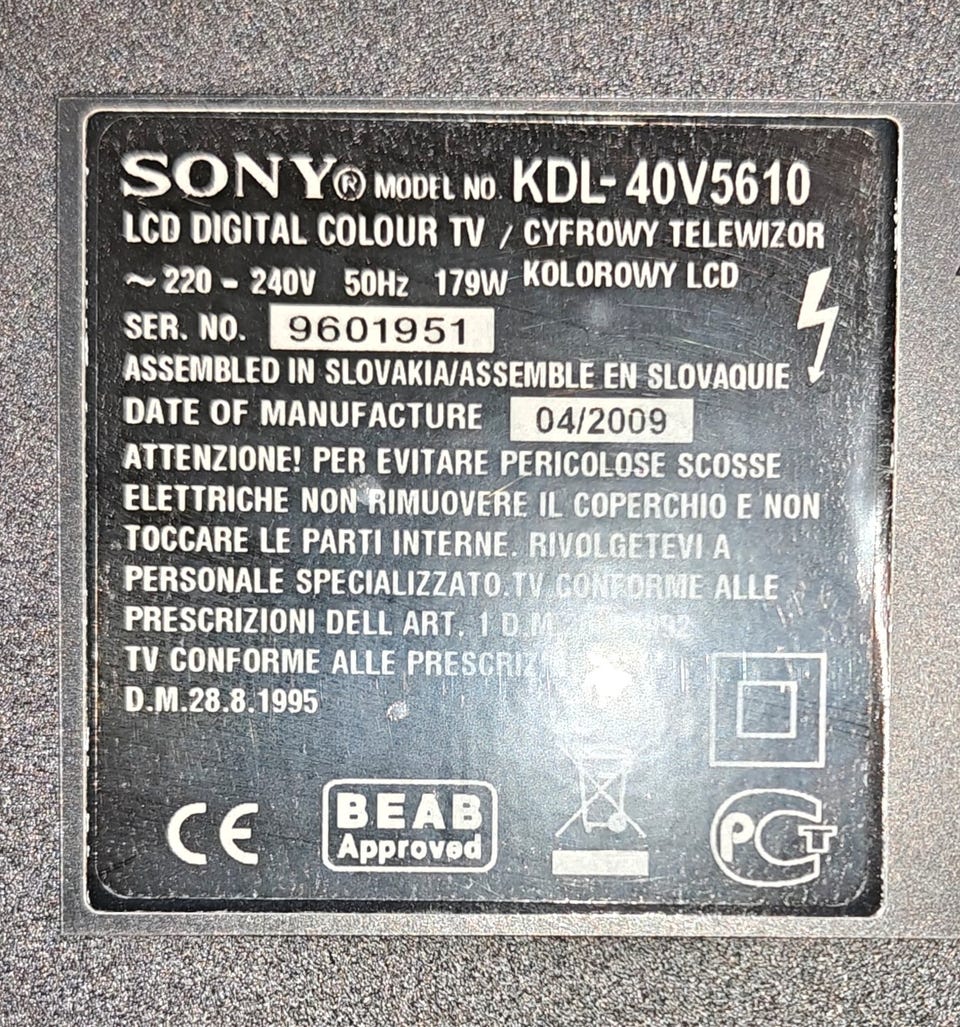 SONY® MODEL NO. KDL-40V5610
LCD DIGITAL COLOUR TV / CYFROWY TELEWIZOR
~ 220 - 240V 50Hz 179W KOLOROWY LCD
SER. NO. 9601951
ASSEMBLED IN SLOVAKIA/ASSEMBLE EN SLOVAQUIE
DATE OF MANUFACTURE 04/2009
ATTENZIONE! PER EVITARE PERICOLOSE SCOSSE
ELETTRICHE NON RIMUOVERE IL COPERCHIO E NON
TOCCARE LE PARTI INTERNE. RIVOLGETEVI A
PERSONALE SPECIALIZZATO.TV CONFORME ALLE
PRESCRIZIONI DELL ART. 1 D.M.
TV CONFORME ALLE
D.M.28.8.1995
CE
BEAB
Approved
PCT